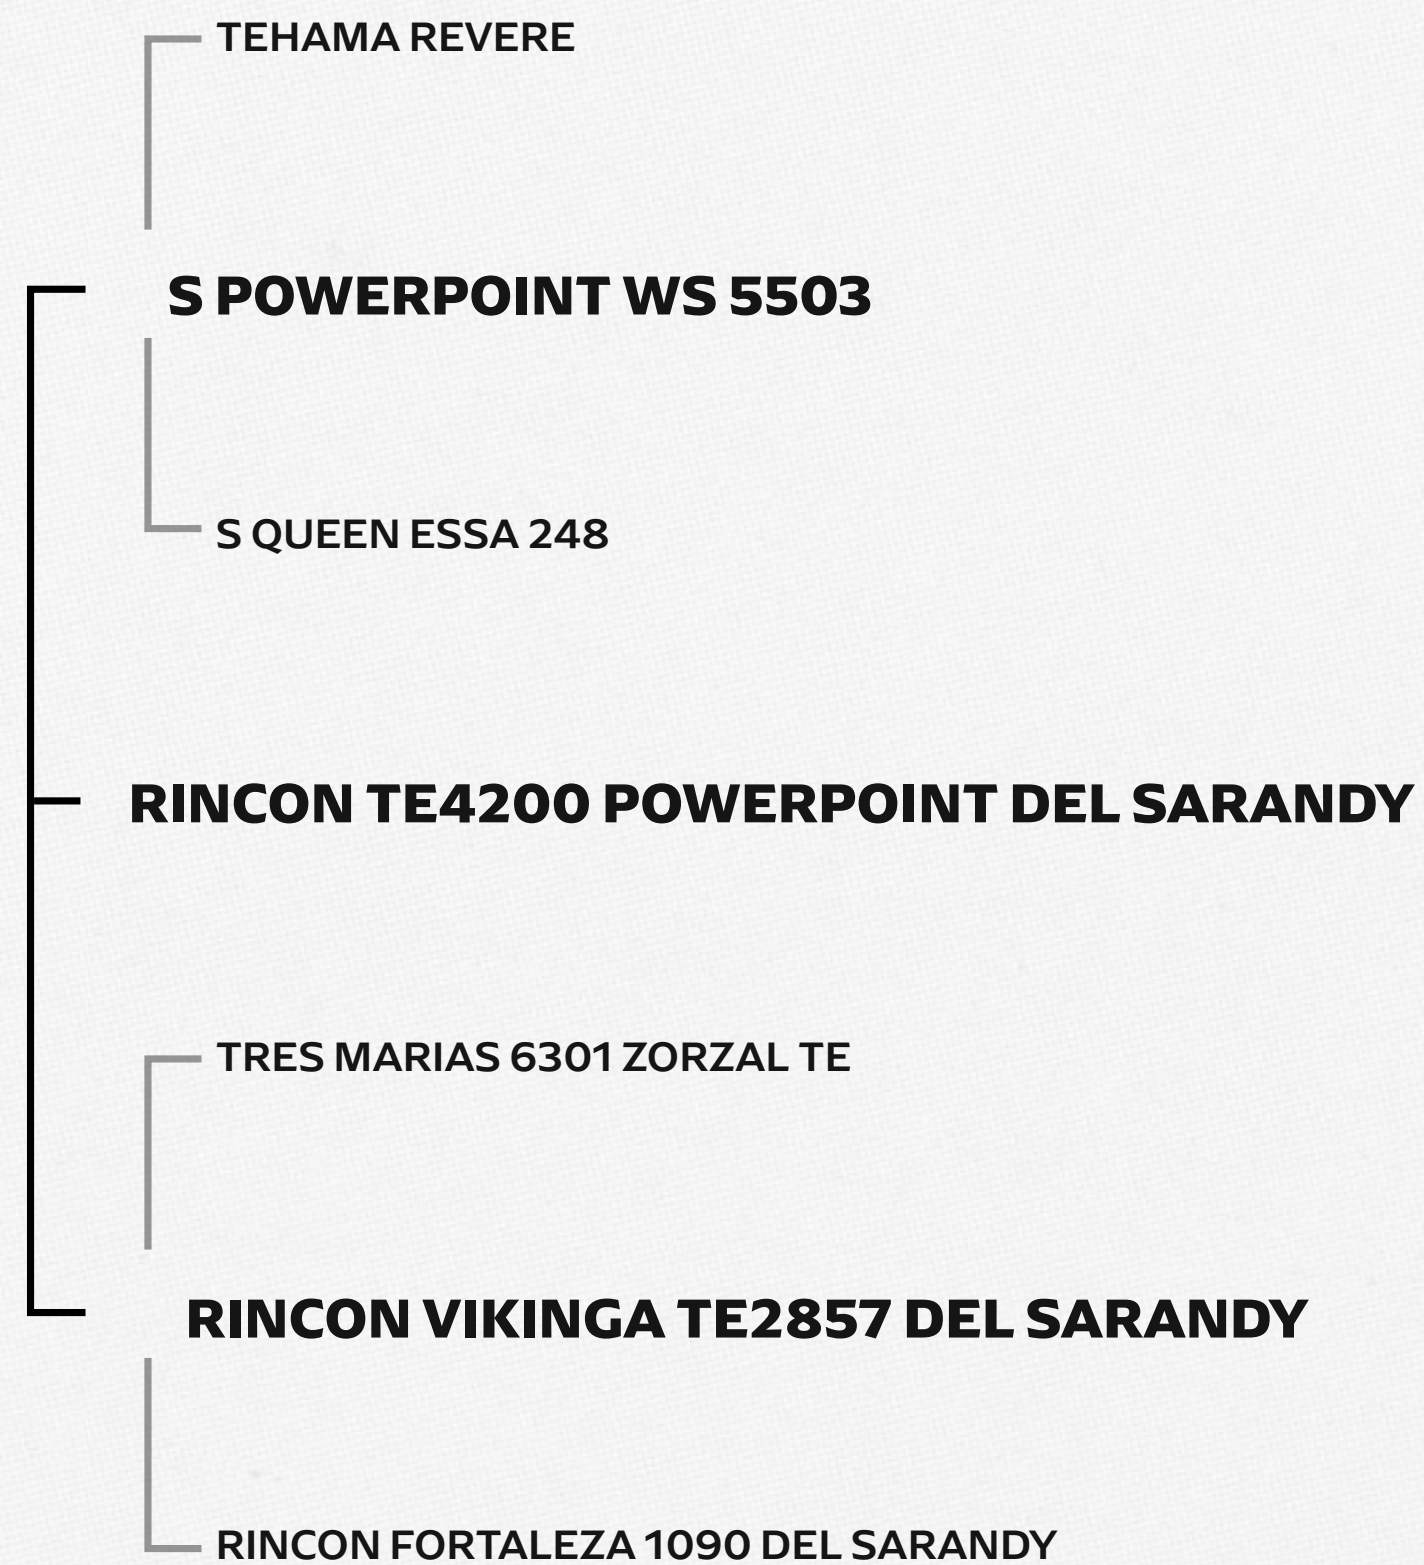 TEHAMA REVERE
S POWERPOINT WS 5503
S QUEEN ESSA 248
RINCON TE4200 POWERPOINT DEL SARANDY
TRES MARIAS 6301 ZORZAL TE
RINCON VIKINGA TE2857 DEL SARANDY
RINCON FORTALEZA 1090 DEL SARANDY